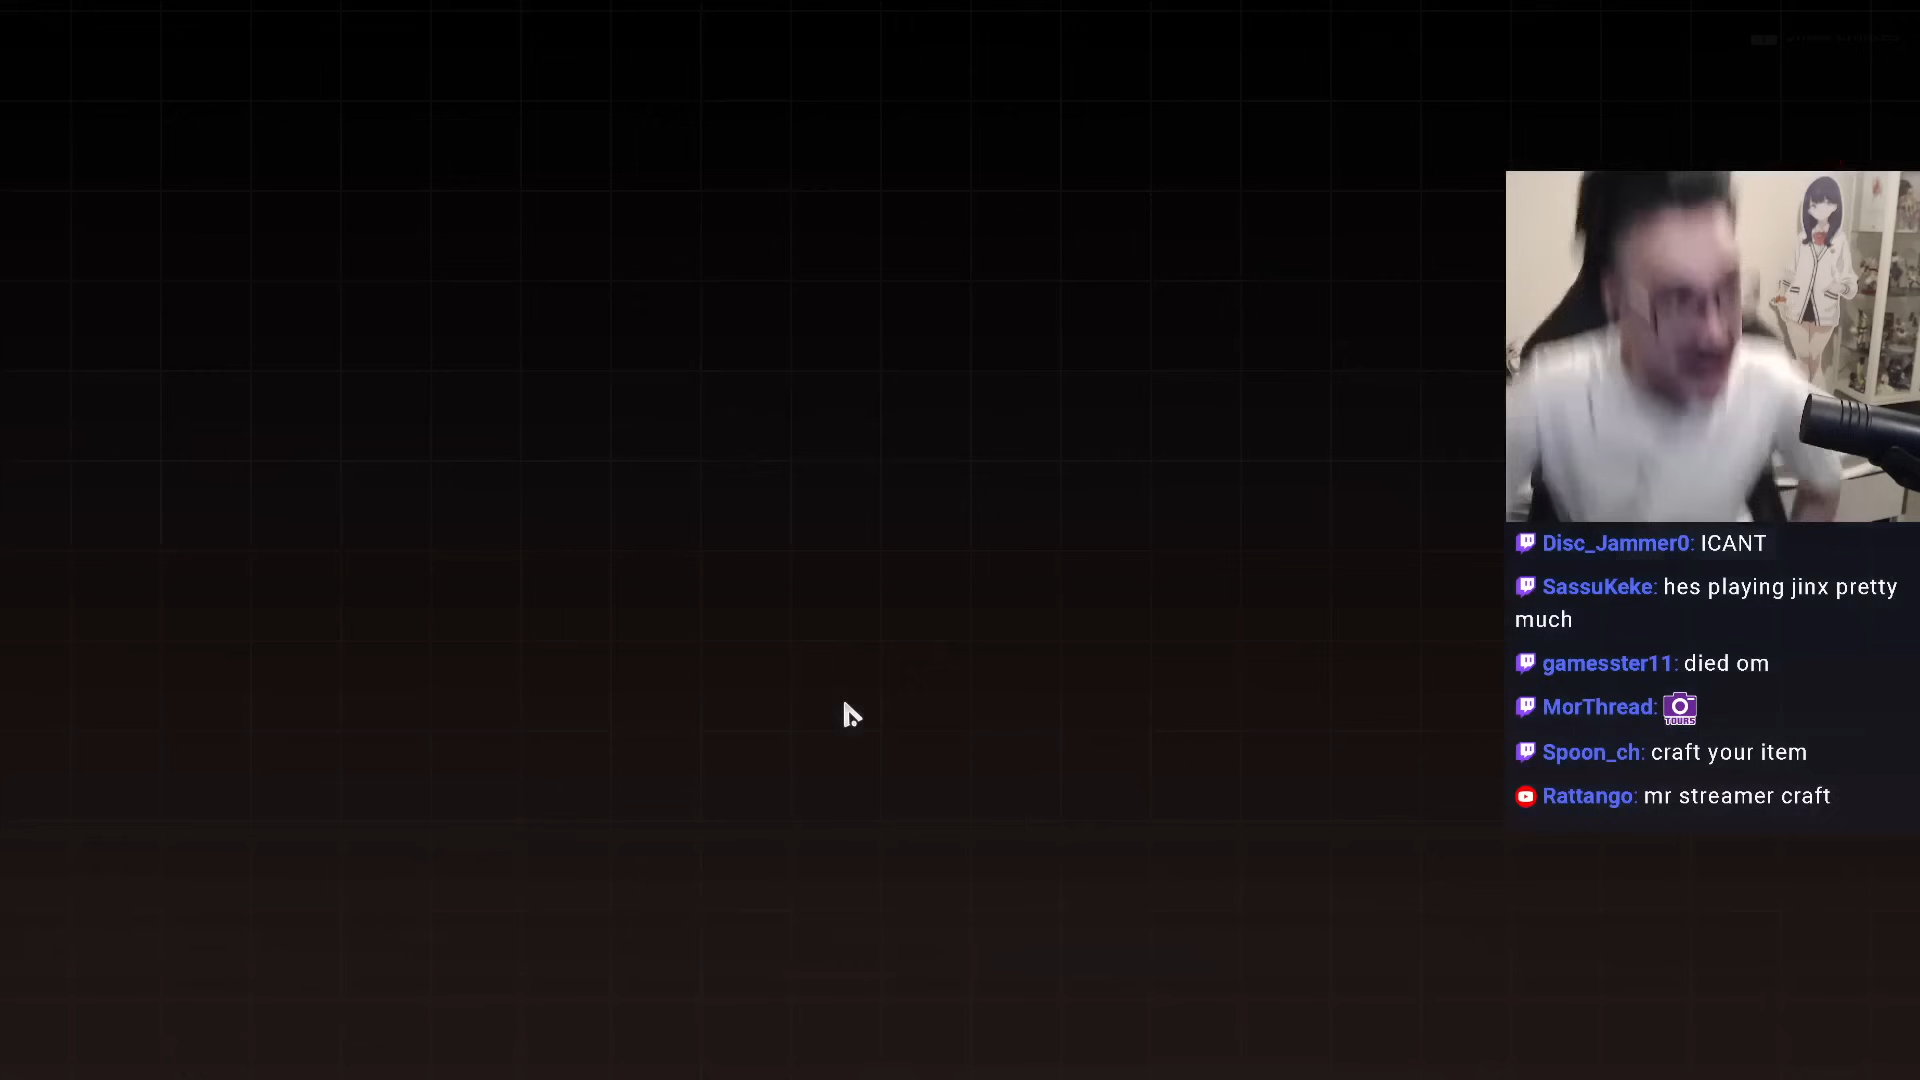 Disc_Jammer0: ICANT
SassuKeke: hes playing jinx pretty
much
gamesster11: died om
MorThread: TOURS
Spoon_ch: craft your item
Rattango: mr streamer craft